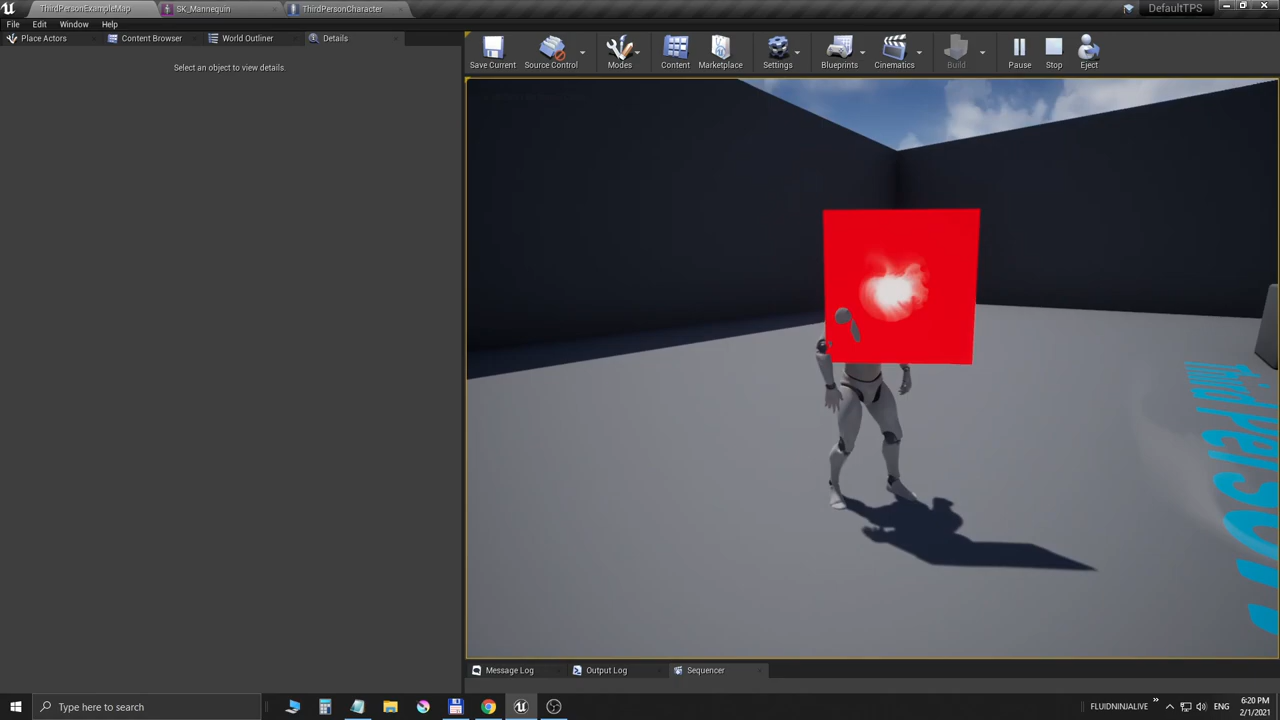 ThirdPersonExampleMap
SK_Mannequin
ThirdPersonCharacter
DefaultTPS
File Edit Window Help
Place Actors
Content Browser
World Outliner
Details
Select an object to view details.
Save Current
Source Control
Modes
Content
Marketplace
Settings
Blueprints
Cinematics
Build
Pause
Stop
Eject
Third Person
Message Log
Output Log
Sequencer
Type here to search
FLUIDNINJALIVE
ENG
6:20 PM
2/1/2021